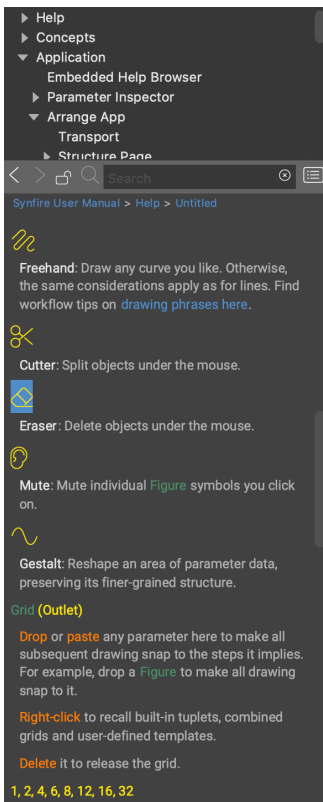 Help
Concepts
Application
Embedded Help Browser
Parameter Inspector
Arrange App
Transport
Structure Page
Search
Synfire User Manual > Help > Untitled
Freehand: Draw any curve you like. Otherwise,
the same considerations apply as for lines. Find
workflow tips on drawing phrases here.
Cutter: Split objects under the mouse.
Eraser: Delete objects under the mouse.
Mute: Mute individual Figure symbols you click
on.
Gestalt: Reshape an area of parameter data,
preserving its finer-grained structure.
Grid (Outlet)
Drop or paste any parameter here to make all
subsequent drawing snap to the steps it implies.
For example, drop a Figure to make all drawing
snap to it.
Right-click to recall built-in tuplets, combined
grids and user-defined templates.
Delete it to release the grid.
1, 2, 4, 6, 8, 12, 16, 32